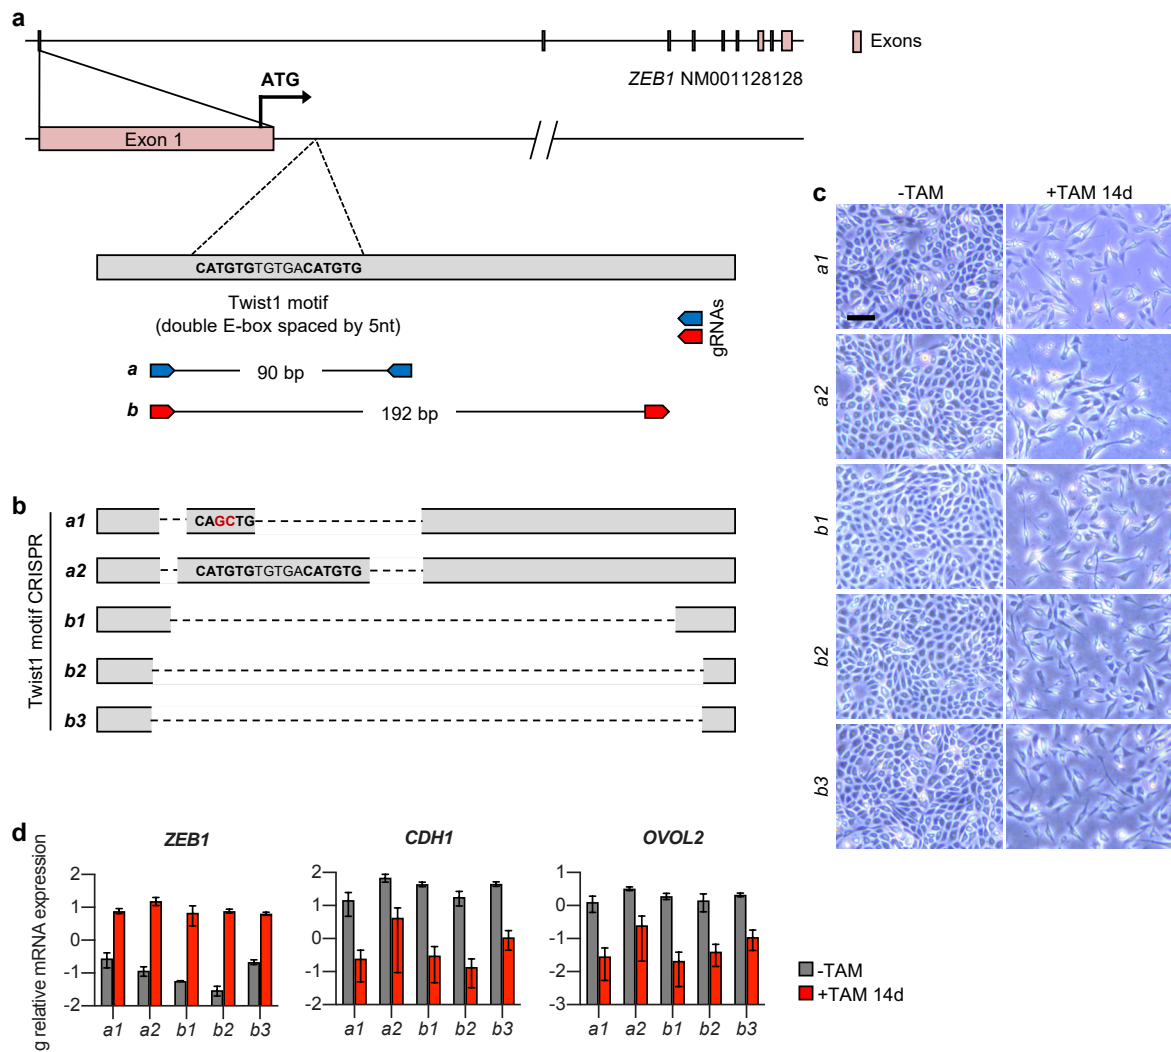 a
Exons
ZEB1 NM001128128
ATG
Exon 1
CATGTGTGTGACATGTG
Twist1 motif
(double E-box spaced by 5nt)
gRNAs
a
90 bp
b
192 bp
b
Twist1 motif CRISPR
a1
CAGCTG
a2
CATGTGTGTGACATGTG
b1
b2
b3
c
-TAM
+TAM 14d
a1
a2
b1
b2
b3
d
g relative mRNA expression
ZEB1
2
1
0
-1
-2
a1 a2 b1 b2 b3
CDH1
2
1
0
-1
-2
a1 a2 b1 b2 b3
OVOL2
1
0
-1
-2
-3
a1 a2 b1 b2 b3
-TAM
+TAM 14d